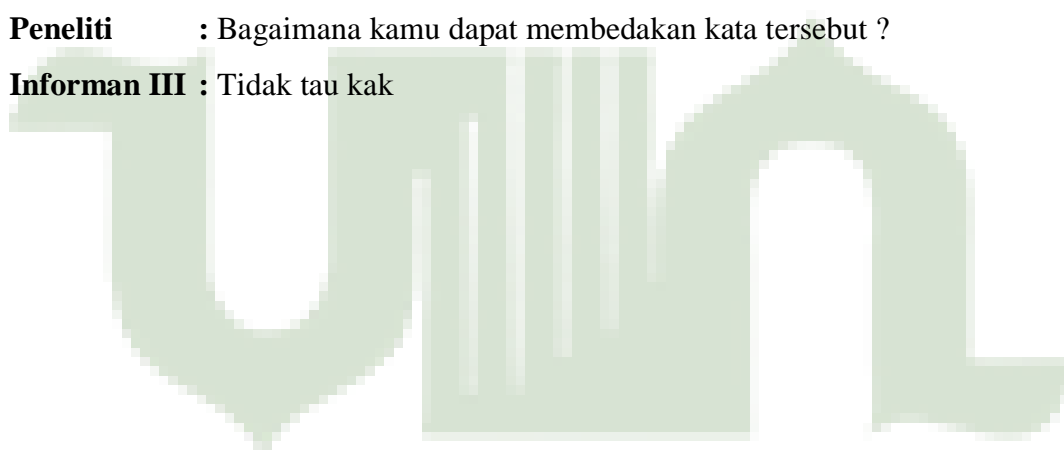 Peneliti : Bagaimana kamu dapat membedakan kata tersebut ?
Informan III : Tidak tau kak